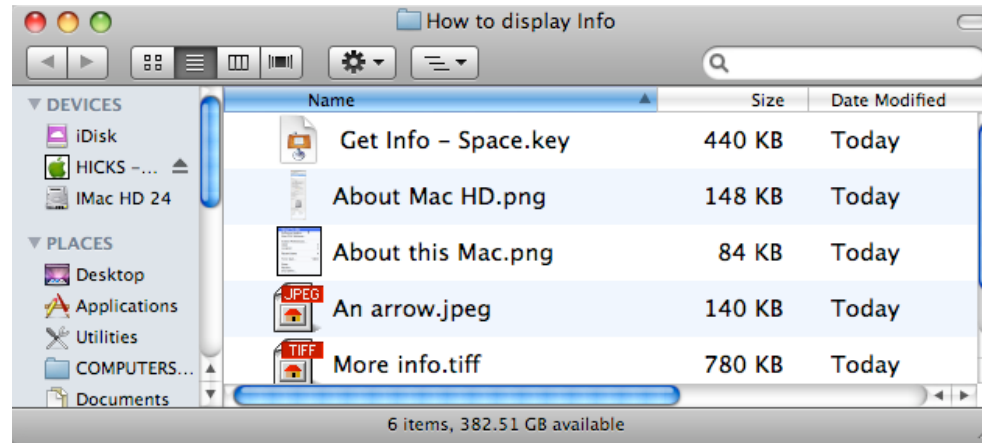 How to display Info
Name Size Date Modified
DEVICES
iDisk
HICKS – ...
IMac HD 24
PLACES
Desktop
Applications
Utilities
COMPUTERS...
Documents
Get Info – Space.key 440 KB Today
About Mac HD.png 148 KB Today
About this Mac.png 84 KB Today
JPEG
An arrow.jpeg 140 KB Today
TIFF
More info.tiff 780 KB Today
6 items, 382.51 GB available